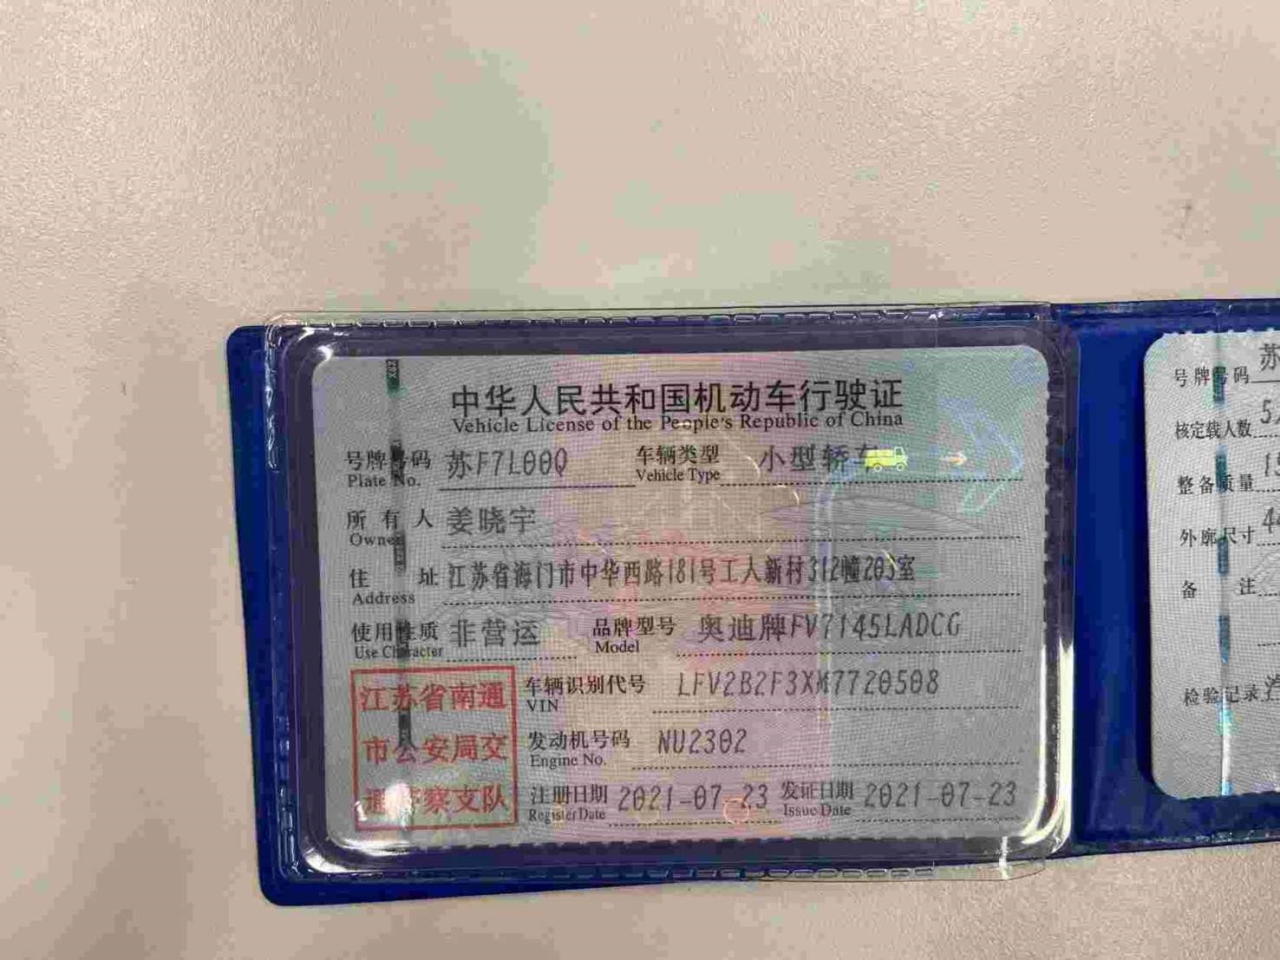 中华人民共和国机动车行驶证
Vehicle License of the People's Republic of China
号牌号码 苏F7L00Q 车辆类型 小型轿车
Plate No. Vehicle Type
所有人 姜晓宇
Owner
住址 江苏省海门市中华西路181号工人新村312幢203室
Address
使用性质 非营运 品牌型号 奥迪牌FV7145LADCG
Use Character Model
江苏省南通
市公安局交
通警察支队
车辆识别代号 LFV2B2F3XM7720508
VIN
发动机号码 NU2302
Engine No.
注册日期 2021-07-23 发证日期 2021-07-23
Register Date Issue Date
号牌号码 苏
核定载人数 5
整备质量 1
外廓尺寸 4
备注
检验记录